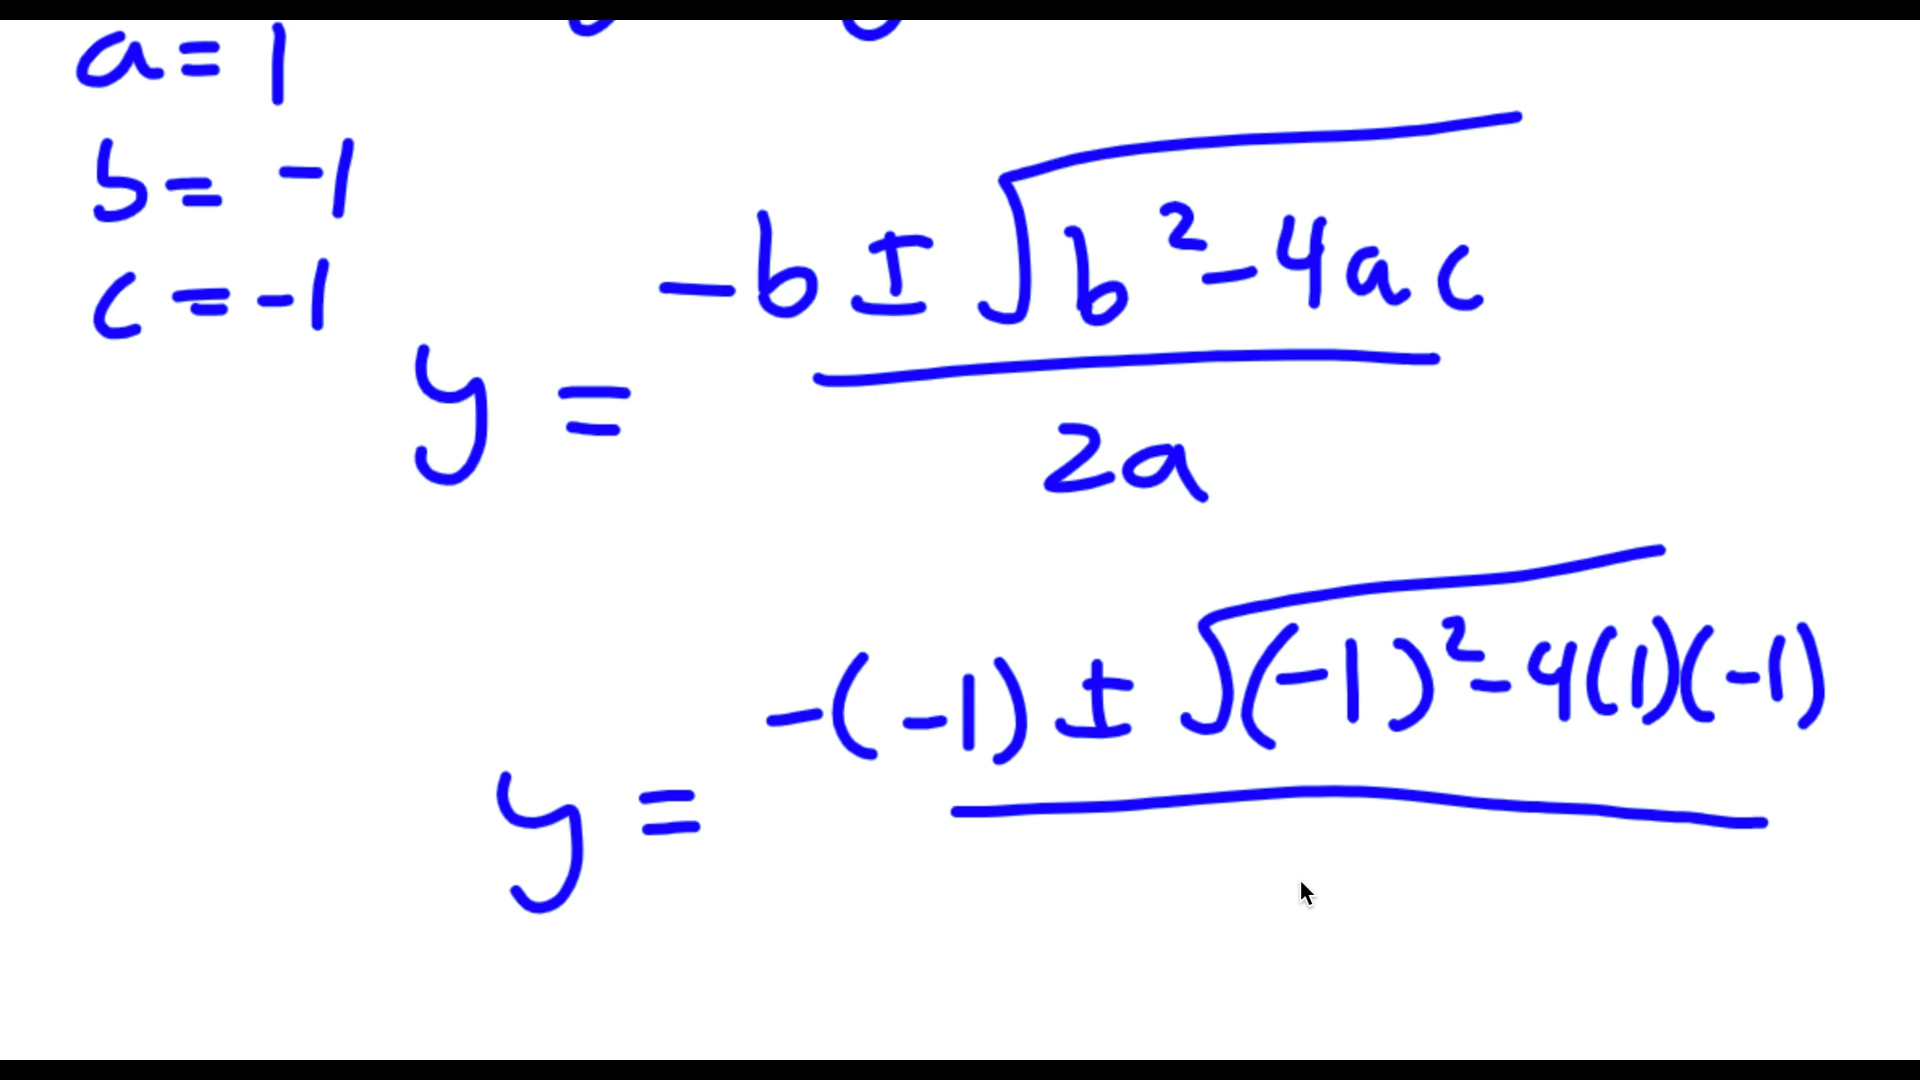 a = 1
b = -1
c = -1
y = (-b ± √(b² - 4ac)) / 2a
y = -(-1) ± √((-1)² - 4(1)(-1))